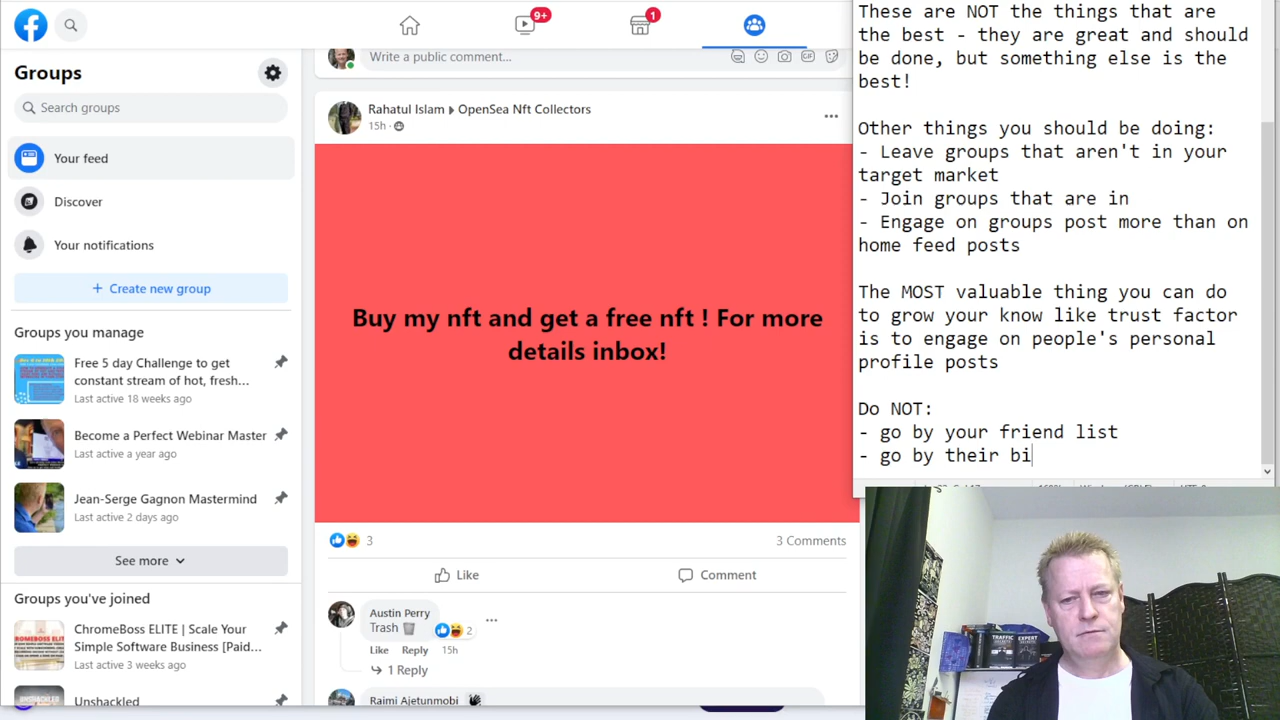 9+
1
Groups
Search groups
Your feed
Discover
Your notifications
+ Create new group
Groups you manage
Free 5 day Challenge to get
constant stream of hot, fresh...
Last active 18 weeks ago
Become a Perfect Webinar Master
Last active a year ago
Jean-Serge Gagnon Mastermind
Last active 2 days ago
See more
Groups you've joined
ChromeBoss ELITE | Scale Your
Simple Software Business [Paid...
Last active 3 weeks ago
Unshackled
Write a public comment...
GIF
Rahatul Islam ▸ OpenSea Nft Collectors
15h ·
Buy my nft and get a free nft ! For more
details inbox!
3
3 Comments
Like
Comment
Austin Perry
Trash 🗑
2
Like Reply 15h
1 Reply
Raimi Ajetunmobi
These are NOT the things that are
the best - they are great and should
be done, but something else is the
best!
Other things you should be doing:
- Leave groups that aren't in your
target market
- Join groups that are in
- Engage on groups post more than on
home feed posts
The MOST valuable thing you can do
to grow your know like trust factor
is to engage on people's personal
profile posts
Do NOT:
- go by your friend list
- go by their bi
TRAFFIC
EXPERT